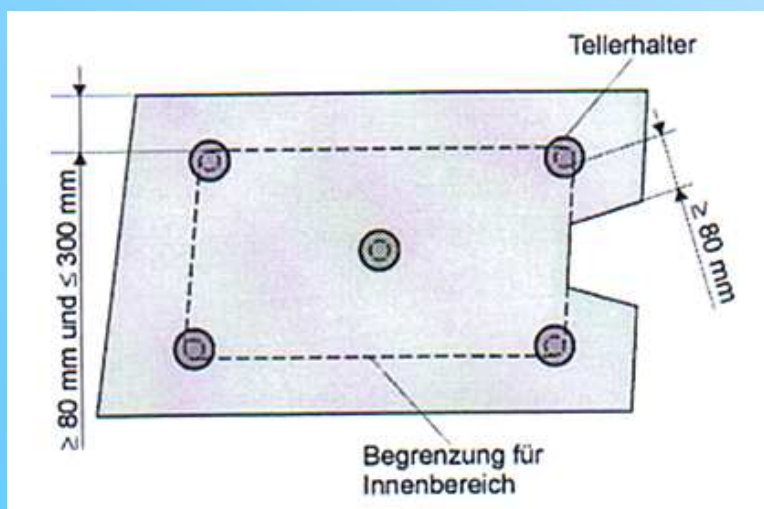 Tellerhalter
≥ 80 mm und ≤ 300 mm
≥ 80 mm
Begrenzung für
Innenbereich